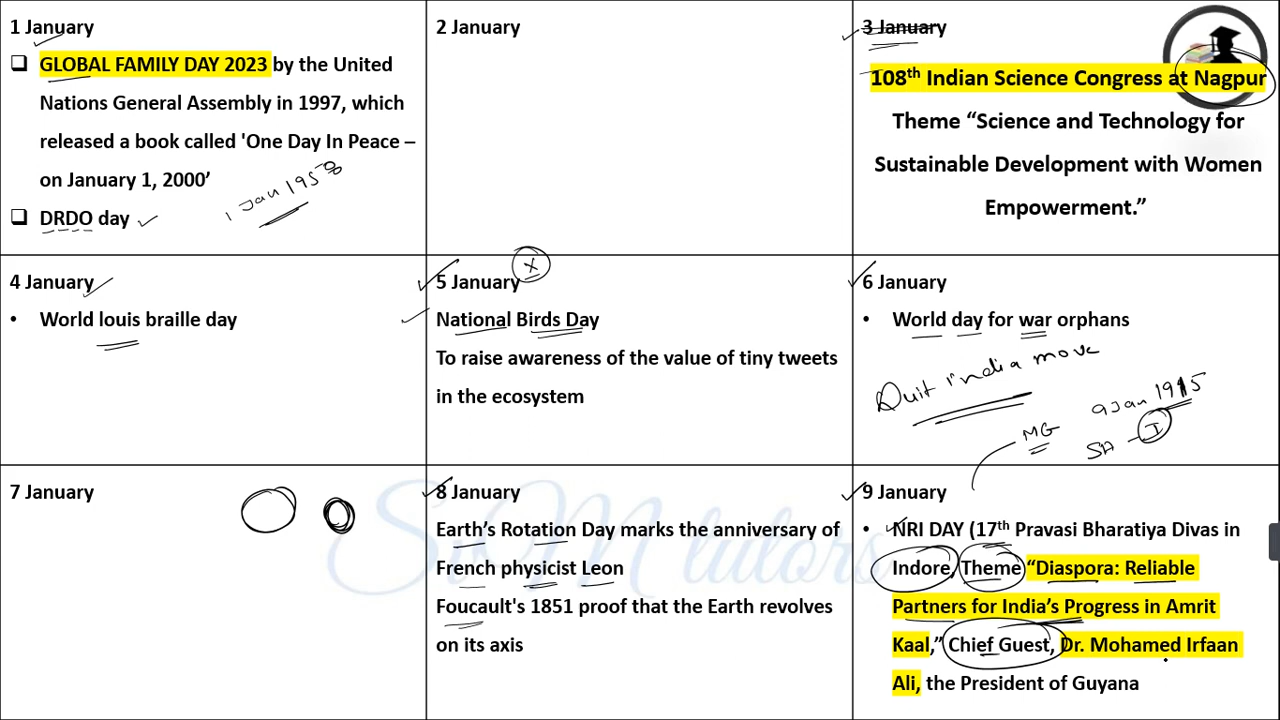 1 January
GLOBAL FAMILY DAY 2023 by the United
Nations General Assembly in 1997, which
released a book called 'One Day In Peace –
on January 1, 2000’
DRDO day
1 Jan 1958
2 January
3 January
108th Indian Science Congress at Nagpur
Theme “Science and Technology for
Sustainable Development with Women
Empowerment.”
4 January
• World louis braille day
5 January
X
National Birds Day
To raise awareness of the value of tiny tweets
in the ecosystem
6 January
• World day for war orphans
Quit india move
9 Jan 1915
MG
SA – I
7 January
8 January
Earth’s Rotation Day marks the anniversary of
French physicist Leon
Foucault's 1851 proof that the Earth revolves
on its axis
9 January
• NRI DAY (17th Pravasi Bharatiya Divas in
Indore, Theme “Diaspora: Reliable
Partners for India’s Progress in Amrit
Kaal,” Chief Guest, Dr. Mohamed Irfaan
Ali, the President of Guyana
tutors